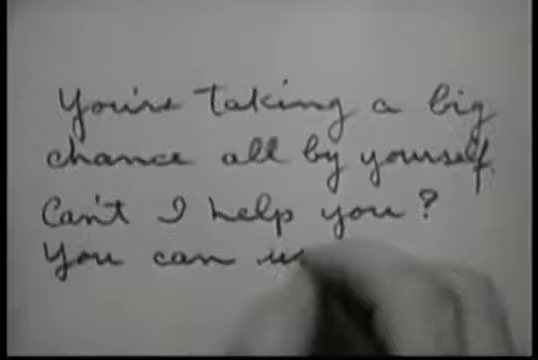 You're taking a big
chance all by yourself.
Can't I help you?
You can